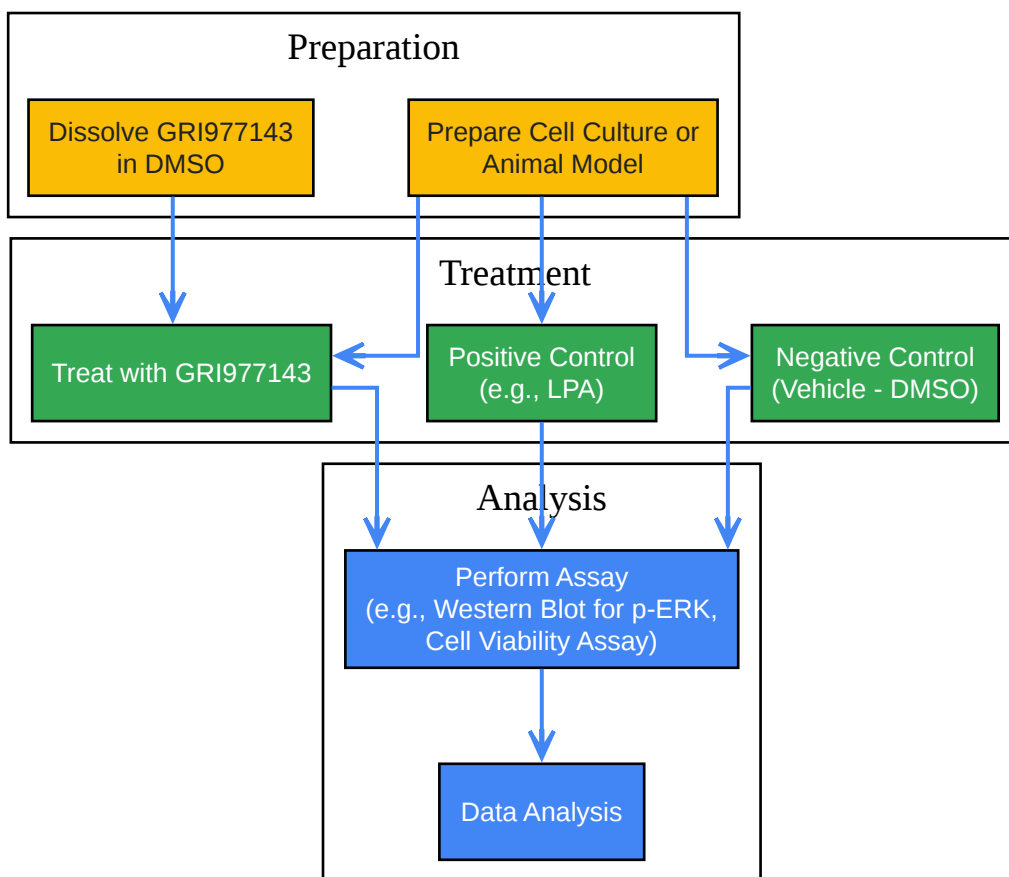 Preparation
Dissolve GRI977143
in DMSO
Prepare Cell Culture or
Animal Model
Treatment
Treat with GRI977143
Positive Control
(e.g., LPA)
Negative Control
(Vehicle - DMSO)
Analysis
Perform Assay
(e.g., Western Blot for p-ERK,
Cell Viability Assay)
Data Analysis